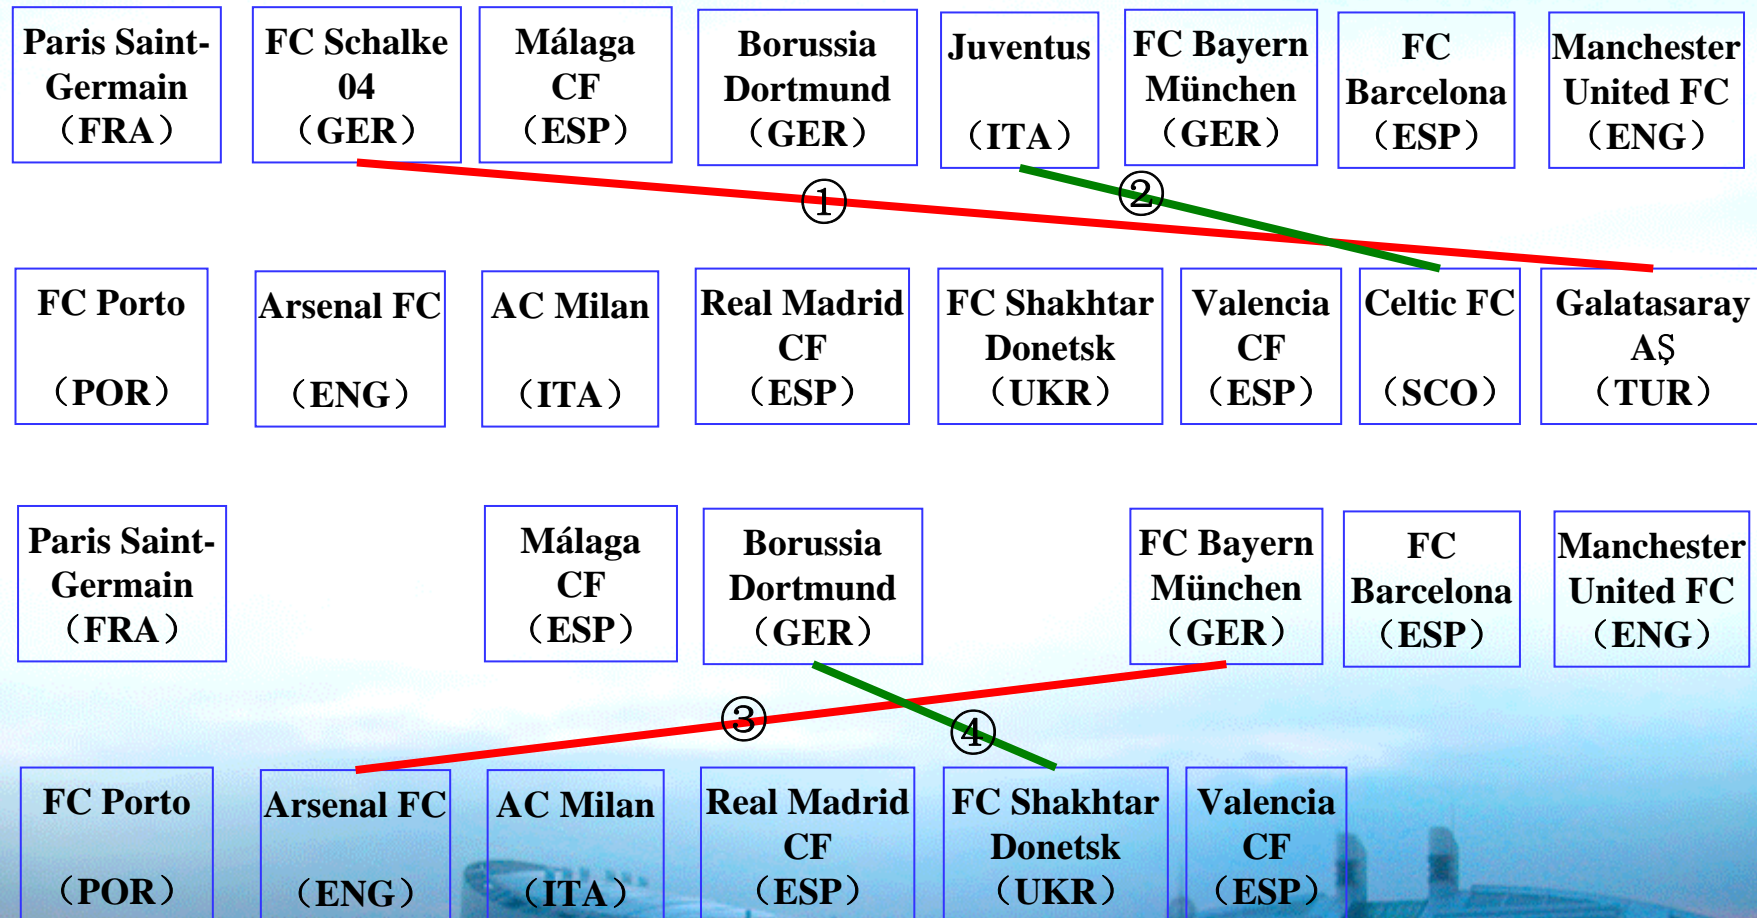 Paris Saint-
Germain
（FRA）
FC Schalke
04
（GER）
Málaga
CF
（ESP）
Borussia
Dortmund
（GER）
Juventus
（ITA）
FC Bayern
München
（GER）
FC
Barcelona
（ESP）
Manchester
United FC
（ENG）
①
②
FC Porto
（POR）
Arsenal FC
（ENG）
AC Milan
（ITA）
Real Madrid
CF
（ESP）
FC Shakhtar
Donetsk
（UKR）
Valencia
CF
（ESP）
Celtic FC
（SCO）
Galatasaray
AŞ
（TUR）
Paris Saint-
Germain
（FRA）
Málaga
CF
（ESP）
Borussia
Dortmund
（GER）
FC Bayern
München
（GER）
FC
Barcelona
（ESP）
Manchester
United FC
（ENG）
③
④
FC Porto
（POR）
Arsenal FC
（ENG）
AC Milan
（ITA）
Real Madrid
CF
（ESP）
FC Shakhtar
Donetsk
（UKR）
Valencia
CF
（ESP）